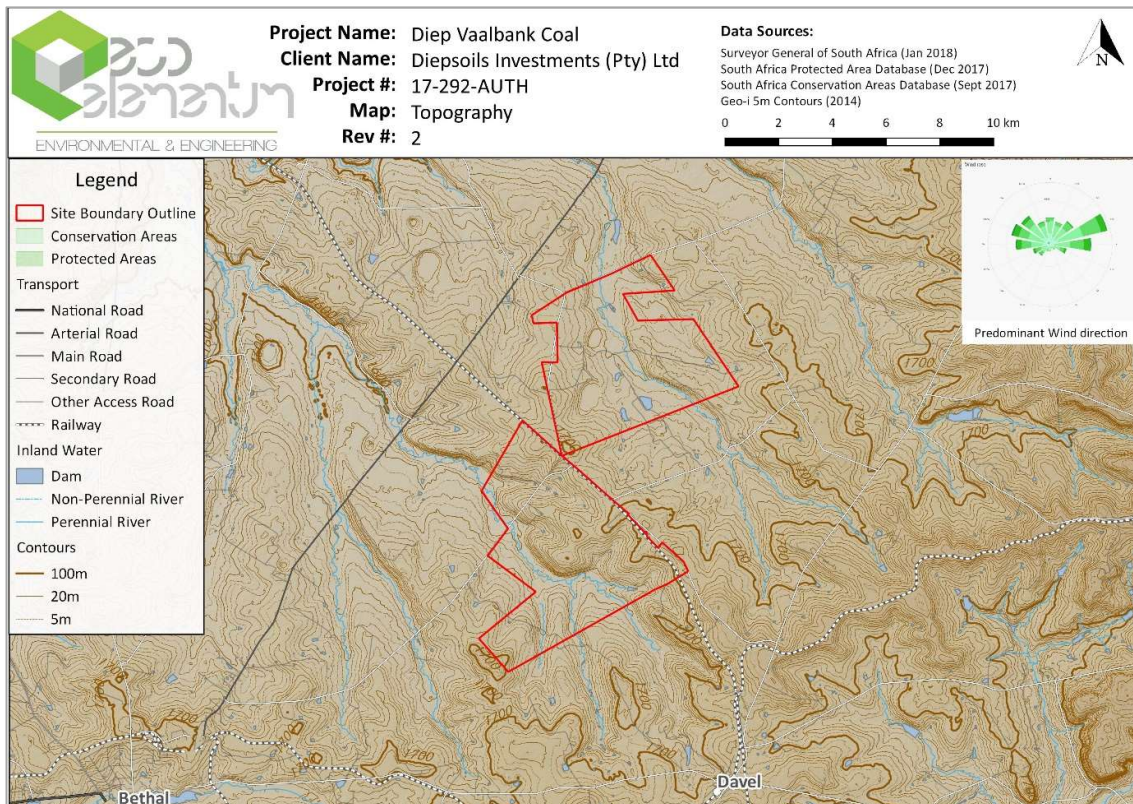 eco
elementum
ENVIRONMENTAL & ENGINEERING
Project Name: Diep Vaalbank Coal
Client Name: Diepsoils Investments (Pty) Ltd
Project #: 17-292-AUTH
Map: Topography
Rev #: 2
Data Sources:
Surveyor General of South Africa (Jan 2018)
South Africa Protected Area Database (Dec 2017)
South Africa Conservation Areas Database (Sept 2017)
Geo-i 5m Contours (2014)
0 2 4 6 8 10 km
N
Legend
Site Boundary Outline
Conservation Areas
Protected Areas
Transport
National Road
Arterial Road
Main Road
Secondary Road
Other Access Road
Railway
Inland Water
Dam
Non-Perennial River
Perennial River
Contours
100m
20m
5m
Predominant Wind direction
1700
1700
1700
1700
1700
1700
1700
1700
1700
Bethal
Davel